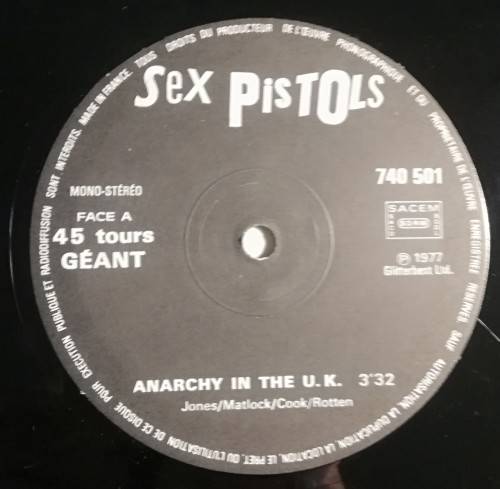 SEX PISTOLS
MONO-STÉRÉO
FACE A
45 tours
GÉANT
740 501
SACEM
℗ 1977
Glitterbest Ltd.
ANARCHY IN THE U.K. 3'32
Jones/Matlock/Cook/Rotten
MADE IN FRANCE. TOUS DROITS DU PRODUCTEUR DE L'ŒUVRE PHONOGRAPHIQUE ET DU PROPRIETAIRE DE L'ŒUVRE ENREGISTREE RESERVES. SAUF AUTORISATION, LA DUPLICATION, LA LOCATION, LE PRET, OU L'UTILISATION DE CE DISQUE POUR EXECUTION PUBLIQUE ET RADIODIFFUSION SONT INTERDITS.